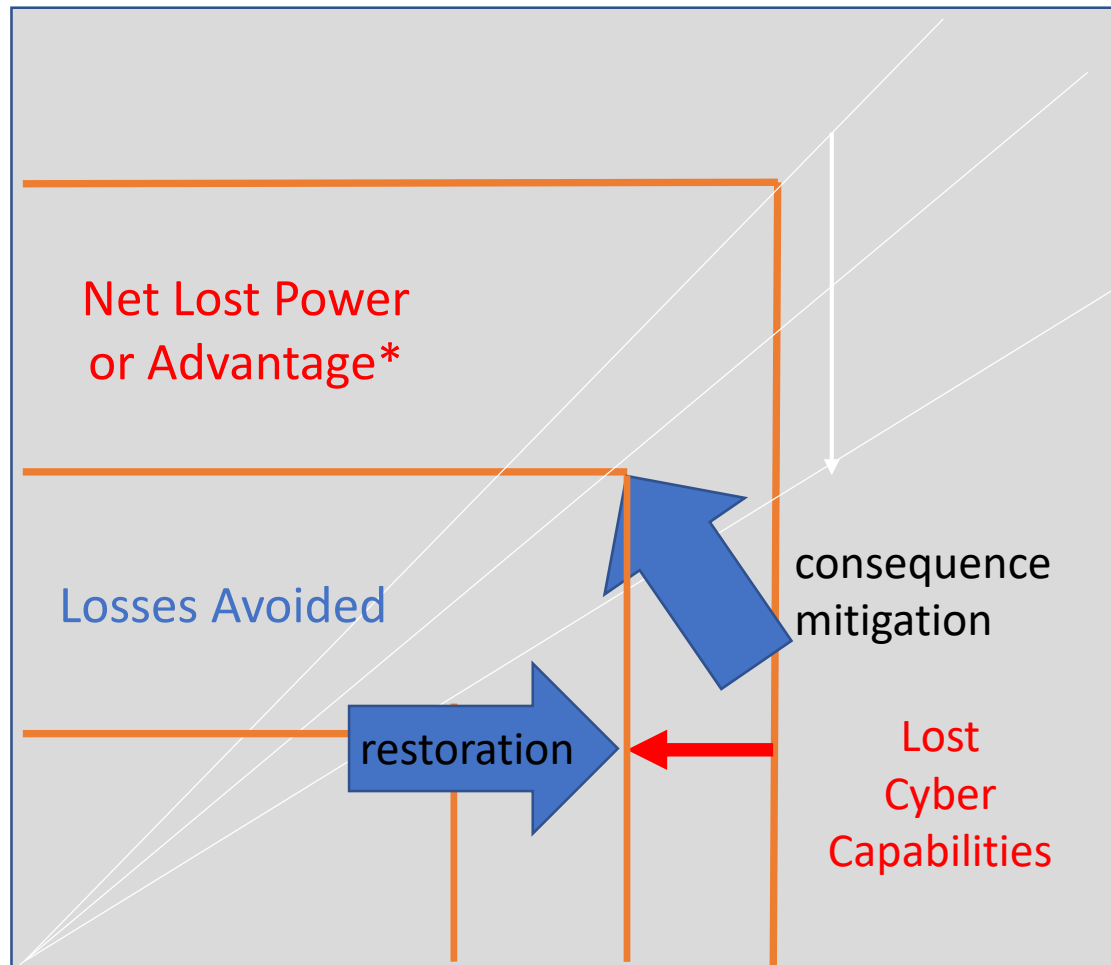 Net Lost Power
or Advantage*
consequence
mitigation
Losses Avoided
restoration
Lost
Cyber
Capabilities